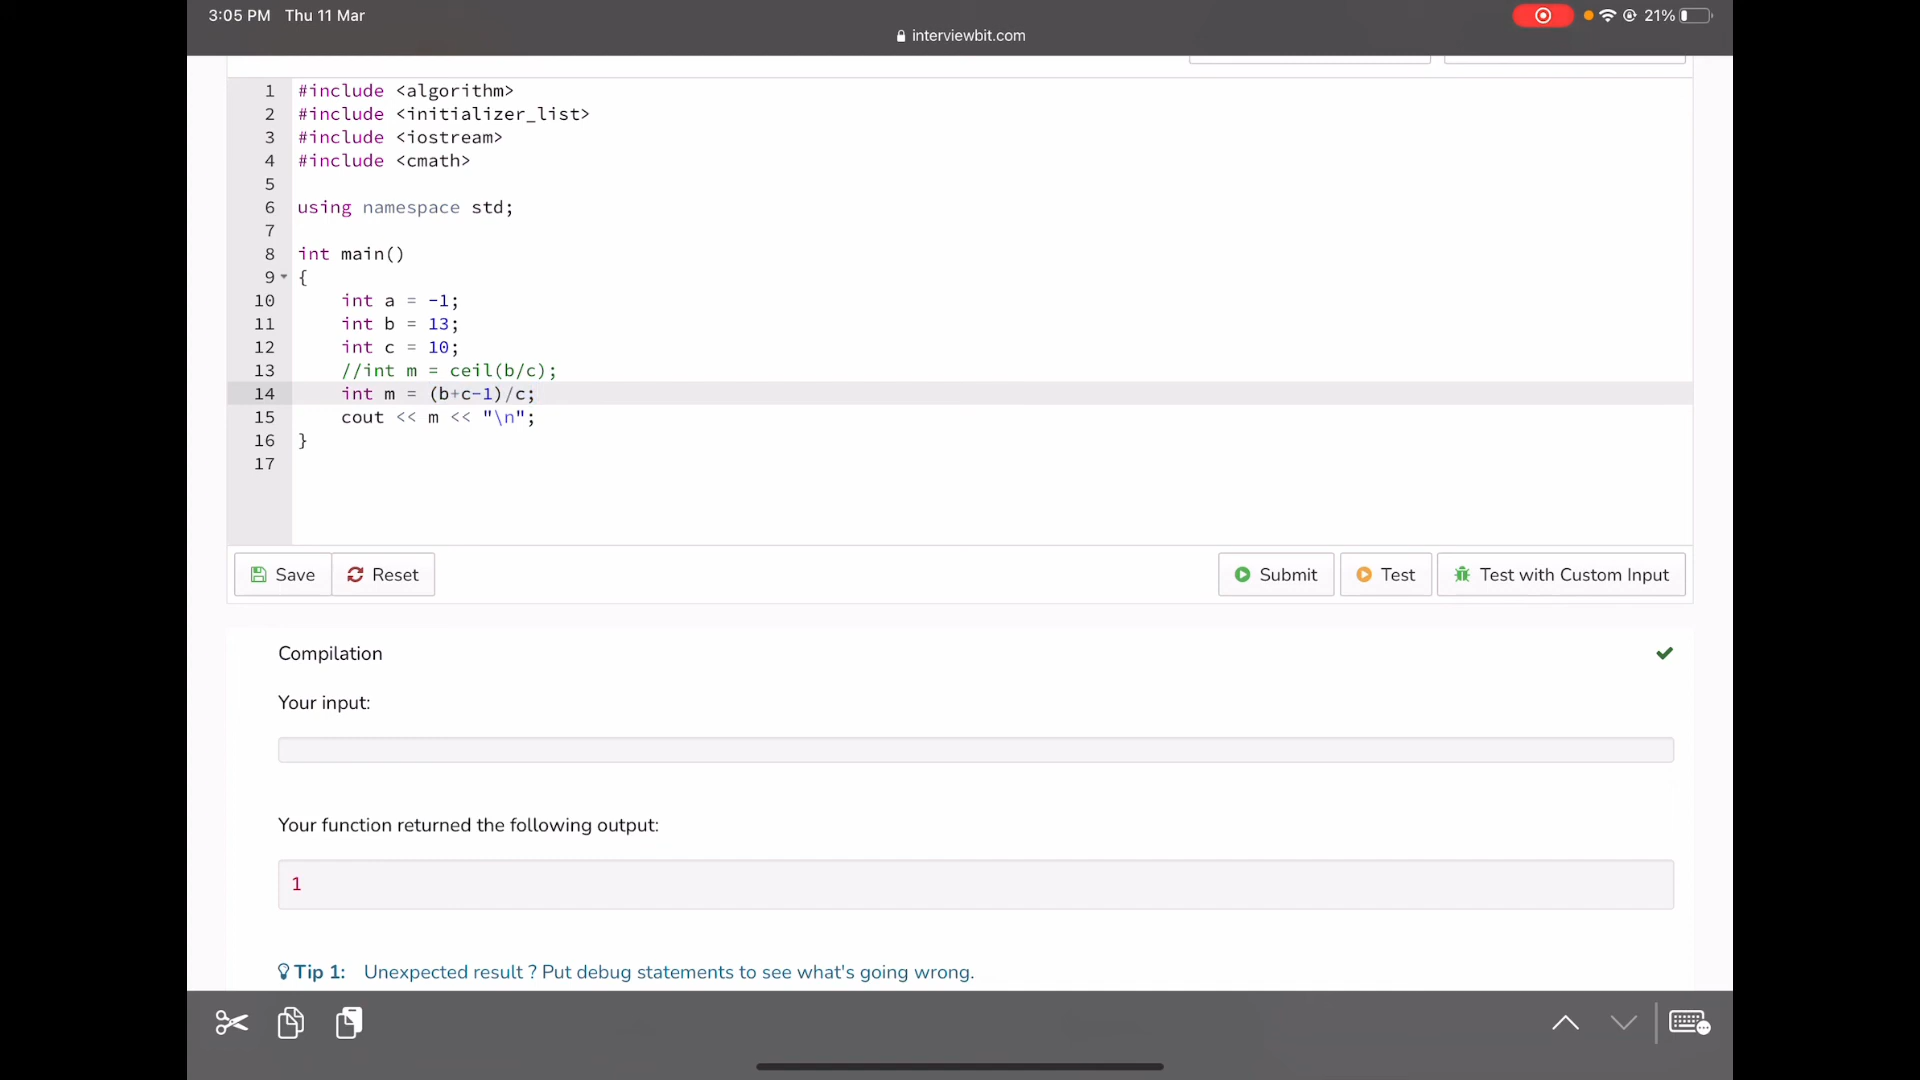 3:05 PM Thu 11 Mar
21%
interviewbit.com
1 #include <algorithm>
2 #include <initializer_list>
3 #include <iostream>
4 #include <cmath>
5
6 using namespace std;
7
8 int main()
9 {
10 int a = -1;
11 int b = 13;
12 int c = 10;
13 //int m = ceil(b/c);
14 int m = (b+c-1)/c;
15 cout << m << "\n";
16 }
17
Save Reset Submit Test Test with Custom Input
Compilation
Your input:
Your function returned the following output:
1
Tip 1: Unexpected result ? Put debug statements to see what's going wrong.